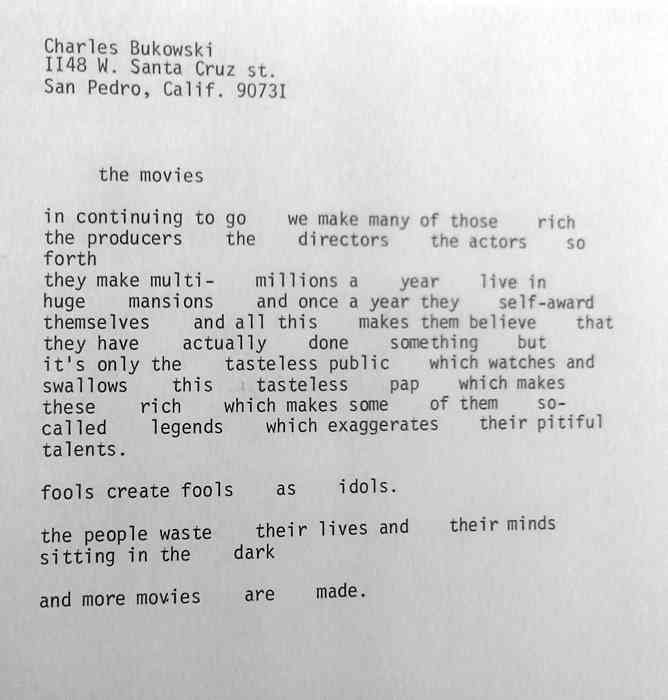 Charles Bukowski
II48 W. Santa Cruz st.
San Pedro, Calif. 9073I
the movies
in continuing to go    we make many of those    rich
the producers    the    directors    the actors    so
forth
they make multi-    millions a    year    live in
huge    mansions    and once a year they    self-award
themselves    and all this    makes them believe    that
they have    actually    done    something    but
it's only the    tasteless public    which watches and
swallows    this    tasteless    pap    which makes
these    rich    which makes some    of them    so-
called    legends    which exaggerates    their pitiful
talents.
fools create fools    as    idols.
the people waste    their lives and    their minds
sitting in the    dark
and more movies    are    made.